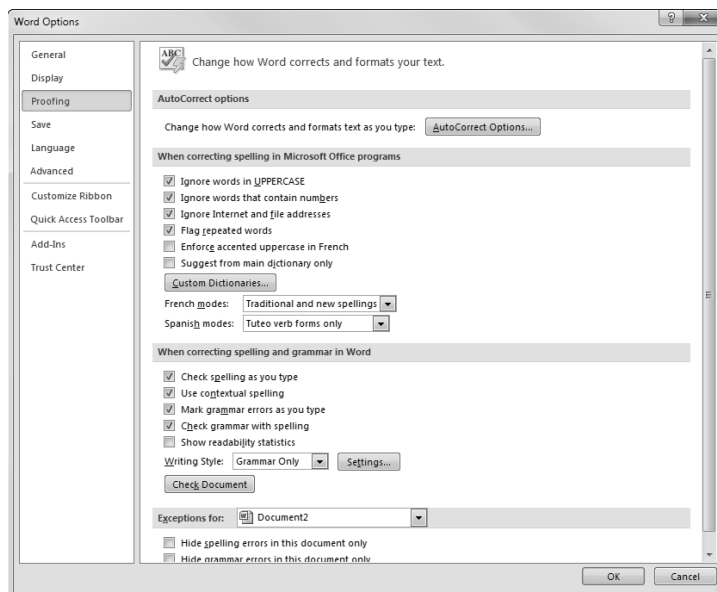 Word Options
General
Display
Proofing
Save
Language
Advanced
Customize Ribbon
Quick Access Toolbar
Add-Ins
Trust Center
ABC
Change how Word corrects and formats your text.
AutoCorrect options
Change how Word corrects and formats text as you type: AutoCorrect Options...
When correcting spelling in Microsoft Office programs
Ignore words in UPPERCASE
Ignore words that contain numbers
Ignore Internet and file addresses
Flag repeated words
Enforce accented uppercase in French
Suggest from main dictionary only
Custom Dictionaries...
French modes: Traditional and new spellings
Spanish modes: Tuteo verb forms only
When correcting spelling and grammar in Word
Check spelling as you type
Use contextual spelling
Mark grammar errors as you type
Check grammar with spelling
Show readability statistics
Writing Style: Grammar Only Settings...
Check Document
Exceptions for: Document2
Hide spelling errors in this document only
Hide grammar errors in this document only
OK Cancel